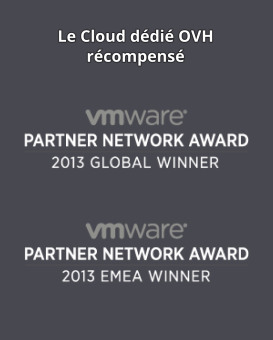 Le Cloud dédié OVH
récompensé
vmware®
PARTNER NETWORK AWARD
2013 GLOBAL WINNER
vmware®
PARTNER NETWORK AWARD
2013 EMEA WINNER